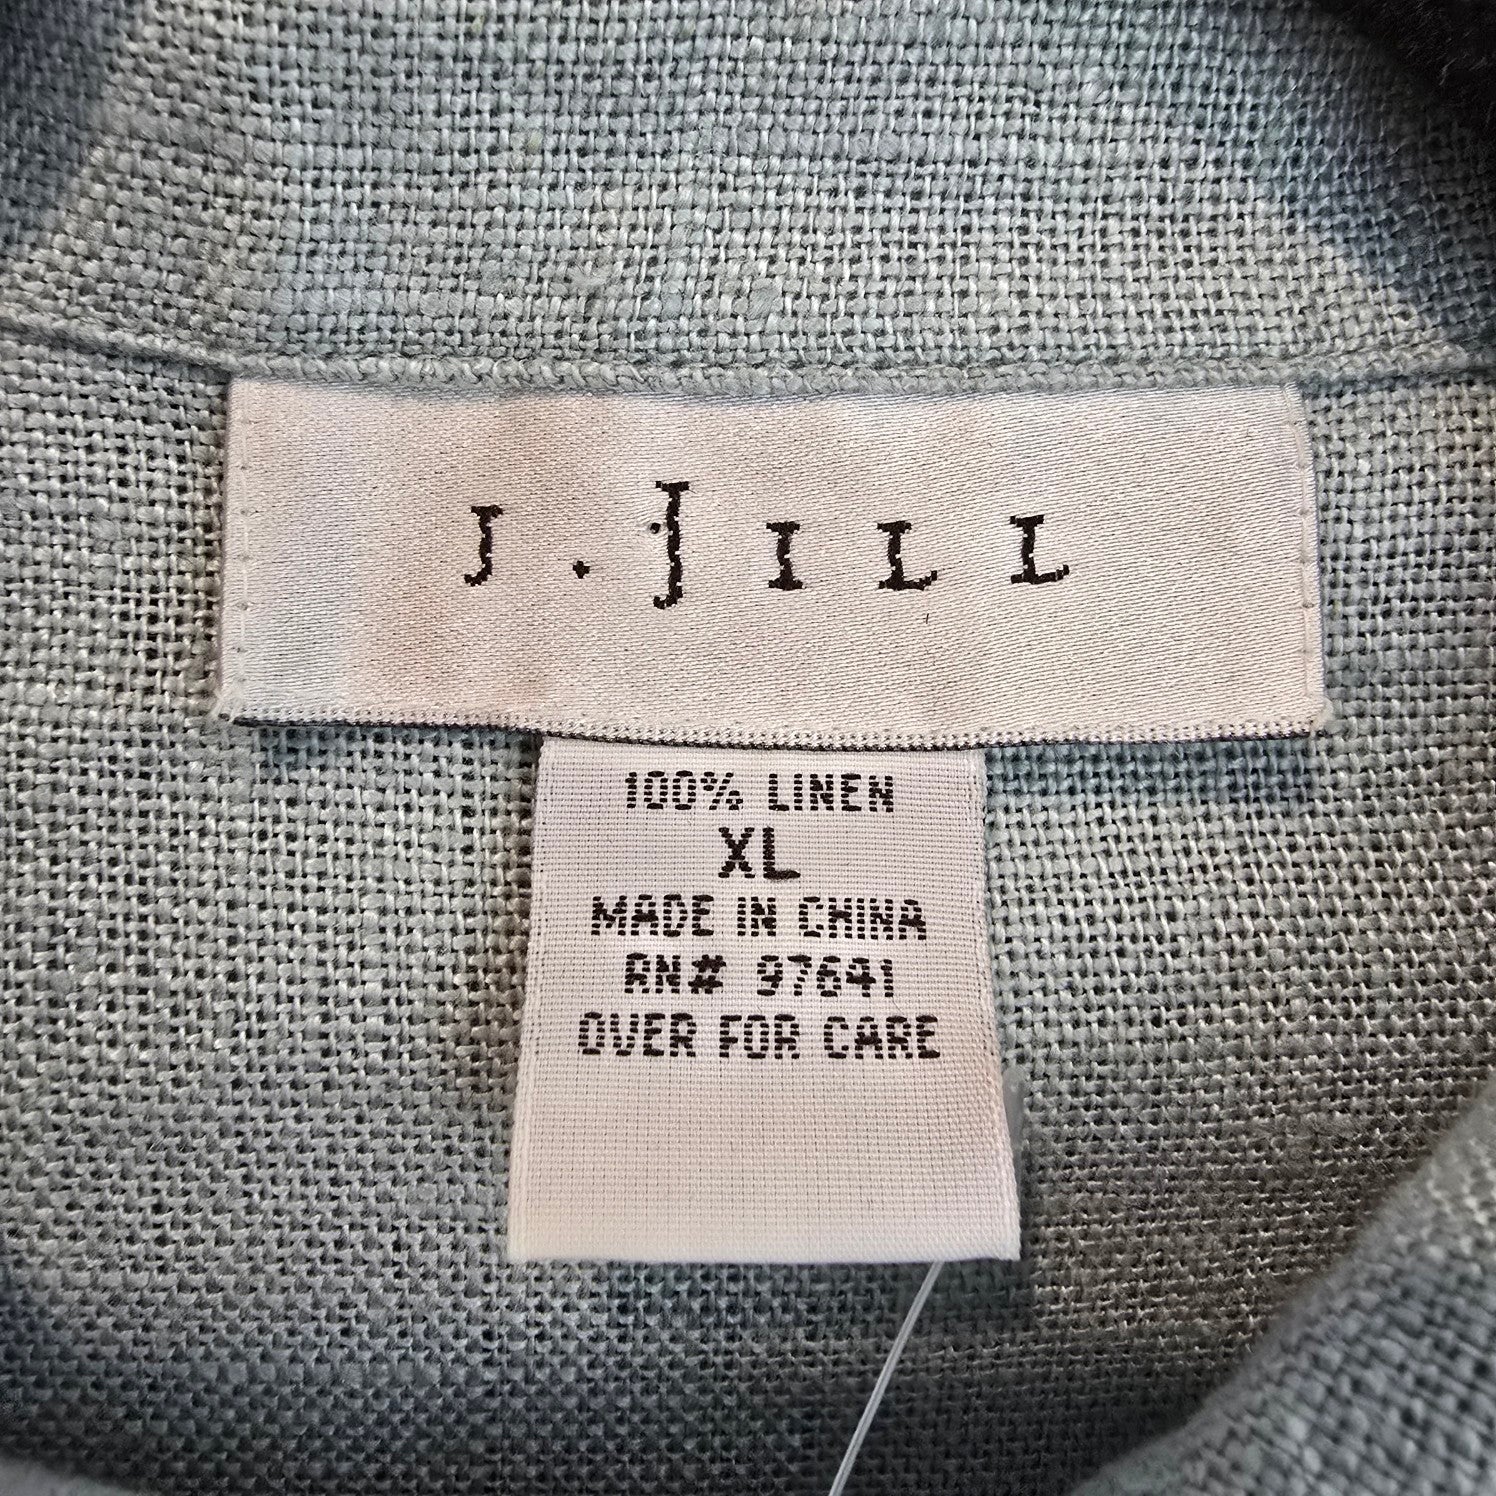 J. JILL
100% LINEN
XL
MADE IN CHINA
RN# 97641
OVER FOR CARE